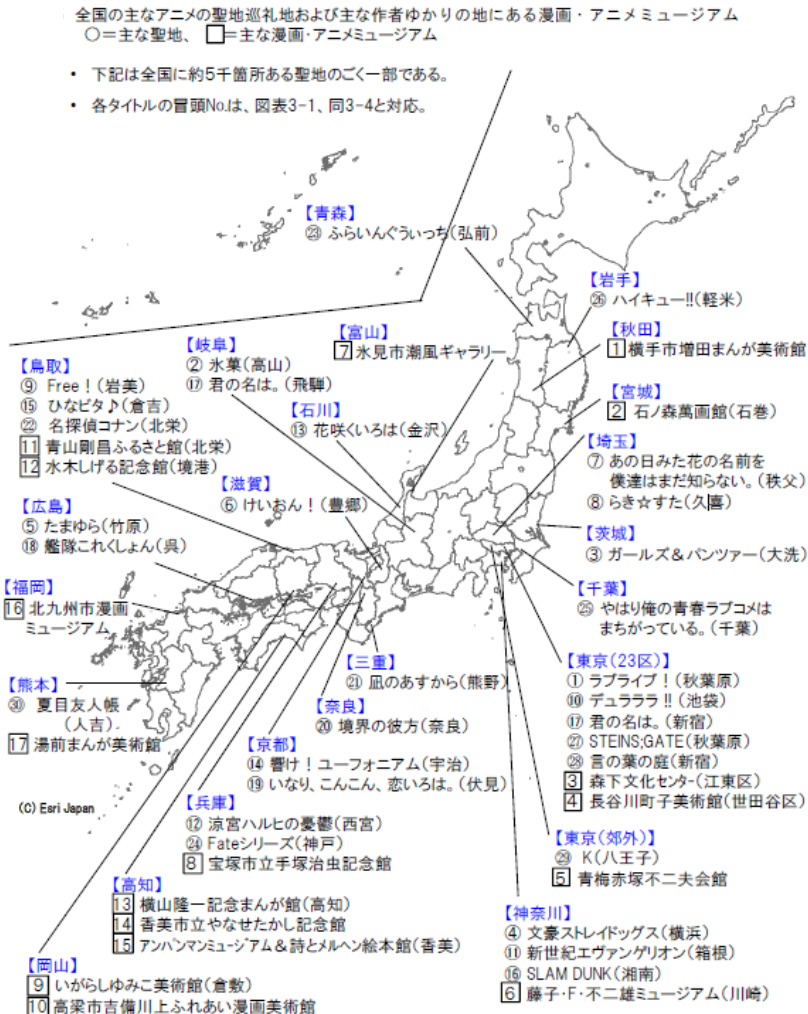 全国の主なアニメの聖地巡礼地および主な作者ゆかりの地にある漫画・アニメミュージアム
○=主な聖地、□=主な漫画・アニメミュージアム
• 下記は全国に約5千箇所ある聖地のごく一部である。
• 各タイトルの冒頭No.は、図表3-1、同3-4と対応。
【青森】
㉓ ふらいんぐうぃっち(弘前)
【岩手】
㉖ ハイキュー!!(軽米)
【秋田】
1 横手市増田まんが美術館
【宮城】
2 石ノ森萬画館(石巻)
【富山】
7 氷見市潮風ギャラリー
【岐阜】
② 氷菓(高山)
⑰ 君の名は。(飛騨)
【石川】
⑬ 花咲くいろは(金沢)
【鳥取】
⑨ Free!(岩美)
⑮ ひなビタ♪(倉吉)
㉒ 名探偵コナン(北栄)
11 青山剛昌ふるさと館(北栄)
12 水木しげる記念館(境港)
【滋賀】
⑥ けいおん!(豊郷)
【広島】
⑤ たまゆら(竹原)
⑱ 艦隊これくしょん(呉)
【福岡】
16 北九州市漫画
ミュージアム
【熊本】
㉚ 夏目友人帳
(人吉)
17 湯前まんが美術館
(C) Esri Japan
【埼玉】
⑦ あの日みた花の名前を
僕達はまだ知らない。(秩父)
⑧ らき☆すた(久喜)
【茨城】
③ ガールズ&パンツァー(大洗)
【千葉】
㉕ やはり俺の青春ラブコメは
まちがっている。(千葉)
【東京(23区)】
① ラブライブ!(秋葉原)
⑩ デュラララ!!(池袋)
⑰ 君の名は。(新宿)
㉗ STEINS;GATE(秋葉原)
㉘ 言の葉の庭(新宿)
3 森下文化センター(江東区)
4 長谷川町子美術館(世田谷区)
【東京(郊外)】
㉙ K(八王子)
5 青梅赤塚不二夫会館
【神奈川】
④ 文豪ストレイドッグス(横浜)
⑪ 新世紀エヴァンゲリオン(箱根)
⑯ SLAM DUNK(湘南)
6 藤子・F・不二雄ミュージアム(川崎)
【三重】
㉑ 凪のあすから(熊野)
【奈良】
⑳ 境界の彼方(奈良)
【京都】
⑭ 響け!ユーフォニアム(宇治)
⑲ いなり、こんこん、恋いろは。(伏見)
【兵庫】
⑫ 涼宮ハルヒの憂鬱(西宮)
㉔ Fateシリーズ(神戸)
8 宝塚市立手塚治虫記念館
【高知】
13 横山隆一記念まんが館(高知)
14 香美市立やなせたかし記念館
15 アンパンマンミュージアム&詩とメルヘン絵本館(香美)
【岡山】
9 いがらしゆみこ美術館(倉敷)
10 高梁市吉備川上ふれあい漫画美術館